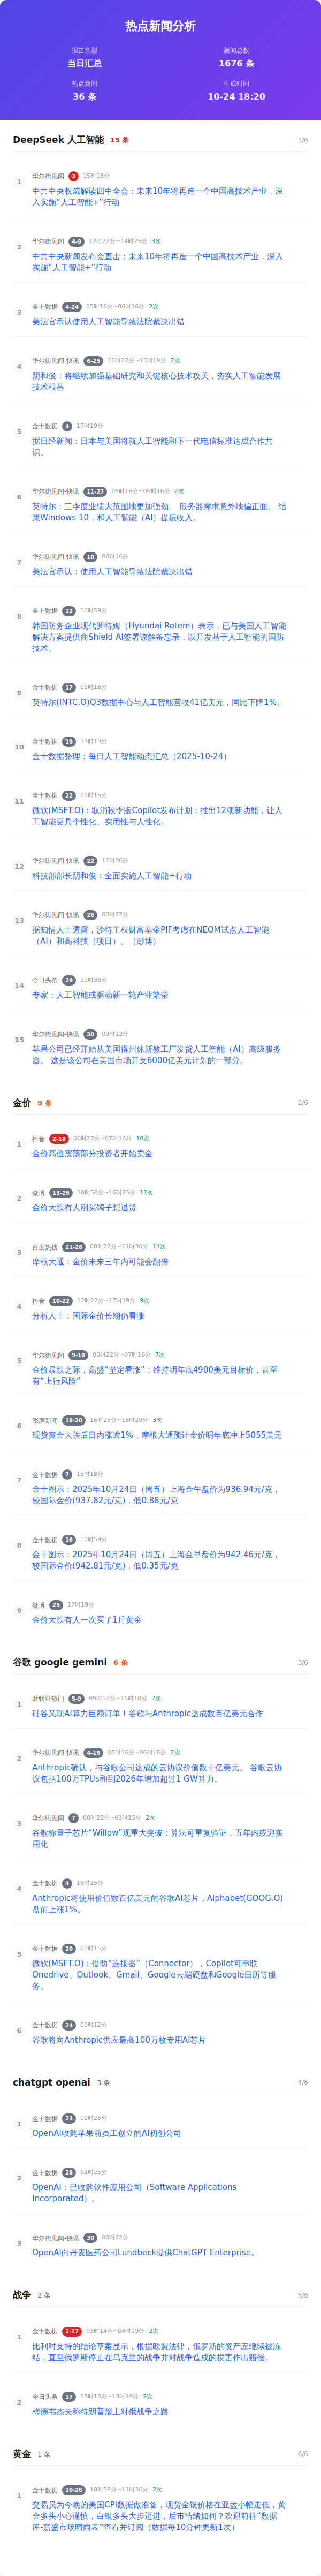 热点新闻分析
报告类型
新闻总数
当日汇总
1676 条
热点新闻
生成时间
36 条
10-24 18:20
DeepSeek 人工智能 15 条 1/6
1
华尔街见闻 3 15时18分
中共中央权威解读四中全会：未来10年将再造一个中国高技术产业，深
入实施“人工智能+”行动
2
华尔街见闻 4-9 12时22分~14时25分 3次
中共中央新闻发布会直击：未来10年将再造一个中国高技术产业，深入
实施“人工智能+”行动
3
金十数据 4-24 05时16分~06时16分 2次
美法官承认使用人工智能导致法院裁决出错
4
华尔街见闻-快讯 6-25 12时22分~13时19分 2次
阴和俊：将继续加强基础研究和关键核心技术攻关，夯实人工智能发展
技术根基
5
金十数据 4 17时19分
据日经新闻：日本与美国将就人工智能和下一代电信标准达成合作共
识。
6
华尔街见闻-快讯 11-27 05时16分~06时16分 2次
英特尔：三季度业绩大范围地更加强劲。 服务器需求意外地偏正面。 结
束Windows 10，和人工智能（AI）提振收入。
7
华尔街见闻 10 06时16分
美法官承认：使用人工智能导致法院裁决出错
8
金十数据 12 10时59分
韩国防务企业现代罗特姆（Hyundai Rotem）表示，已与美国人工智能
解决方案提供商Shield AI签署谅解备忘录，以开发基于人工智能的国防
技术。
9
金十数据 17 05时16分
英特尔(INTC.O)Q3数据中心与人工智能营收41亿美元，同比下降1%。
10
金十数据 19 13时19分
金十数据整理：每日人工智能动态汇总（2025-10-24）
11
金十数据 22 01时15分
微软(MSFT.O)：取消秋季版Copilot发布计划；推出12项新功能，让人
工智能更具个性化、实用性与人性化。
12
华尔街见闻-快讯 22 11时36分
科技部部长阴和俊：全面实施人工智能+行动
13
华尔街见闻-快讯 26 00时22分
据知情人士透露，沙特主权财富基金PIF考虑在NEOM试点人工智能
（AI）和高科技（项目）。（彭博）
14
今日头条 29 11时36分
专家：人工智能或驱动新一轮产业繁荣
15
华尔街见闻-快讯 30 09时12分
苹果公司已经开始从美国得州休斯敦工厂发货人工智能（AI）高级服务
器。 这是该公司在美国市场开支6000亿美元计划的一部分。
金价 9 条 2/6
1
抖音 2-18 00时22分~07时16分 10次
金价高位震荡部分投资者开始卖金
2
微博 13-26 10时58分~16时25分 11次
金价大跌有人刚买镯子想退货
3
百度热搜 21-28 00时22分~11时36分 14次
摩根大通：金价未来三年内可能会翻倍
4
抖音 10-22 12时22分~17时19分 9次
分析人士：国际金价长期仍看涨
5
华尔街见闻 9-10 00时22分~07时16分 7次
金价暴跌之际，高盛“坚定看涨”：维持明年底4900美元目标价，甚至
有“上行风险”
6
澎湃新闻 18-20 16时25分~18时20分 3次
现货黄金大跌后日内涨逾1%，摩根大通预计金价明年底冲上5055美元
7
金十数据 7 15时18分
金十图示：2025年10月24日（周五）上海金午盘价为936.94元/克，
较国际金价(937.82元/克)，低0.88元/克
8
金十数据 16 10时59分
金十图示：2025年10月24日（周五）上海金早盘价为942.46元/克，
较国际金价(942.81元/克)，低0.35元/克
9
微博 25 17时19分
金价大跌有人一次买了1斤黄金
谷歌 google gemini 6 条 3/6
1
财联社热门 5-9 09时12分~15时18分 7次
硅谷又现AI算力巨额订单！谷歌与Anthropic达成数百亿美元合作
2
华尔街见闻-快讯 4-19 05时16分~06时16分 2次
Anthropic确认，与谷歌公司达成的云协议价值数十亿美元。 谷歌云协
议包括100万TPUs和到2026年增加超过1 GW算力。
3
华尔街见闻 7 00时22分~01时15分 2次
谷歌称量子芯片“Willow”现重大突破：算法可重复验证，五年内或迎实
用化
4
金十数据 4 16时25分
Anthropic将使用价值数百亿美元的谷歌AI芯片，Alphabet(GOOG.O)
盘前上涨1%。
5
金十数据 20 01时15分
微软(MSFT.O)：借助“连接器”（Connector），Copilot可串联
Onedrive、Outlook、Gmail、Google云端硬盘和Google日历等服
务。
6
金十数据 24 09时12分
谷歌将向Anthropic供应最高100万枚专用AI芯片
chatgpt openai 3 条 4/6
1
金十数据 23 02时25分
OpenAI收购苹果前员工创立的AI初创公司
2
金十数据 28 02时25分
OpenAI：已收购软件应用公司（Software Applications
Incorporated）。
3
华尔街见闻-快讯 30 00时22分
OpenAI向丹麦医药公司Lundbeck提供ChatGPT Enterprise。
战争 2 条 5/6
1
金十数据 2-17 03时14分~04时19分 2次
比利时支持的结论草案显示，根据欧盟法律，俄罗斯的资产应继续被冻
结，直至俄罗斯停止在乌克兰的战争并对战争造成的损害作出赔偿。
2
今日头条 17 13时18分~13时19分 2次
梅德韦杰夫称特朗普踏上对俄战争之路
黄金 1 条 6/6
1
金十数据 10-26 10时59分~11时36分 2次
交易员为今晚的美国CPI数据做准备，现货金银价格在亚盘小幅走低，黄
金多头小心谨慎，白银多头大步迈进，后市情绪如何？欢迎前往“数据
库-嘉盛市场晴雨表”查看并订阅（数据每10分钟更新1次）